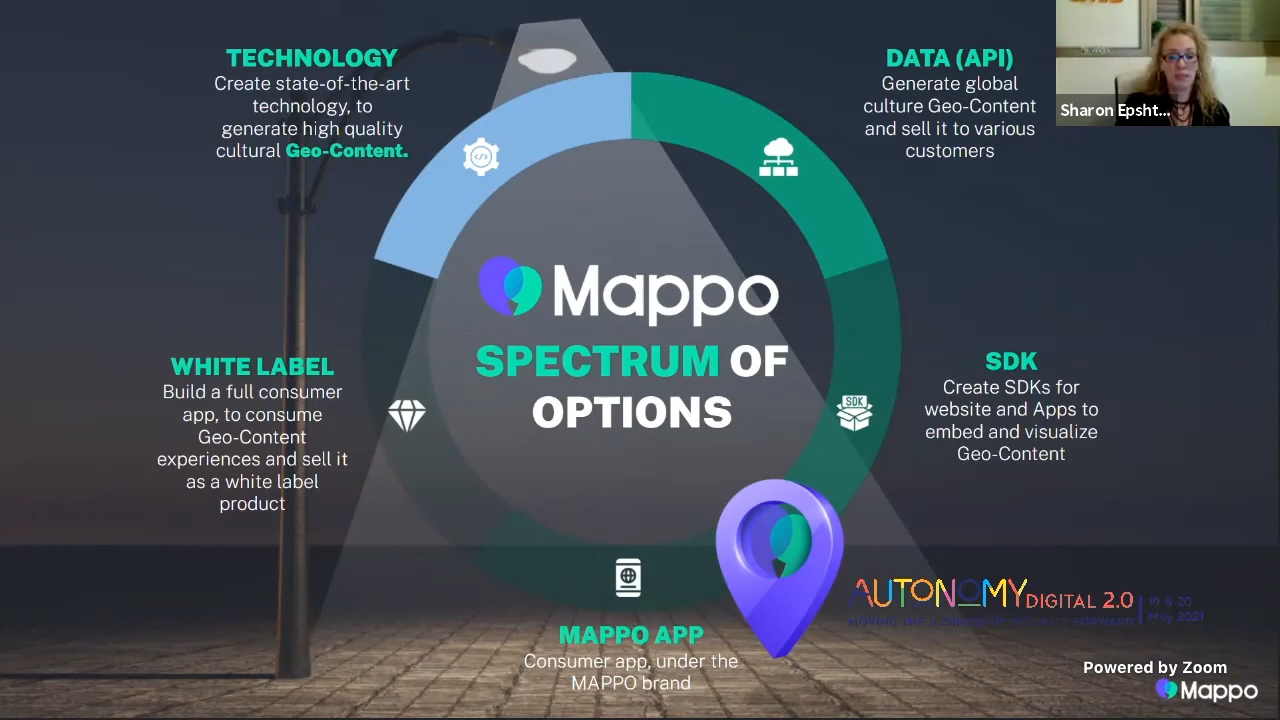 TECHNOLOGY
Create state-of-the-art
technology, to
generate high quality
cultural Geo-Content.
DATA (API)
Generate global
culture Geo-Content
and sell it to various
customers
Sharon Epsht...
Mappo
SPECTRUM OF
OPTIONS
WHITE LABEL
Build a full consumer
app, to consume
Geo-Content
experiences and sell it
as a white label
product
SDK
SDK
Create SDKs for
website and Apps to
embed and visualize
Geo-Content
MAPPO APP
Consumer app, under the
MAPPO brand
AUTONOMY DIGITAL 2.0
19 & 20
May 2021
Powered by Zoom
Mappo